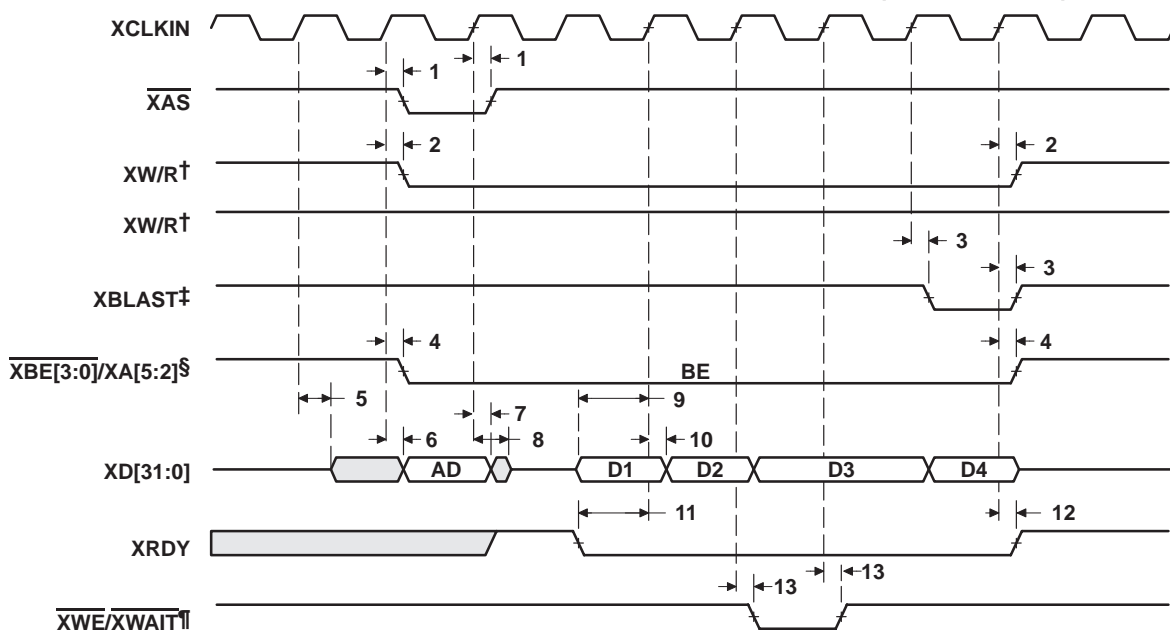 XCLKIN
1
1
XAS
2
2
XW/R†
XW/R†
3
3
XBLAST‡
4
4
XBE[3:0]/XA[5:2]§
BE
5
9
7
6
8
10
XD[31:0]
AD
D1
D2
D3
D4
11
12
XRDY
13
13
XWE/XWAIT¶